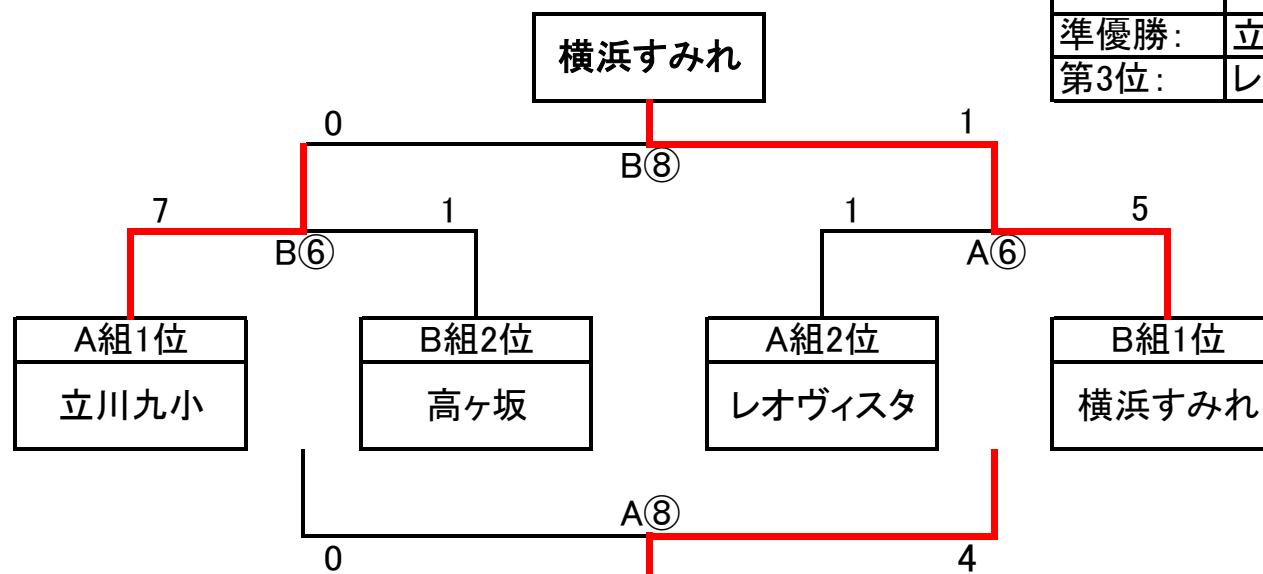 準優勝: 立
第3位: レ
横浜すみれ
0 1
B⑧
7 1 1 5
B⑥ A⑥
A組1位 B組2位 A組2位 B組1位
立川九小 高ヶ坂 レオヴィスタ 横浜すみれ
A⑧
0 4